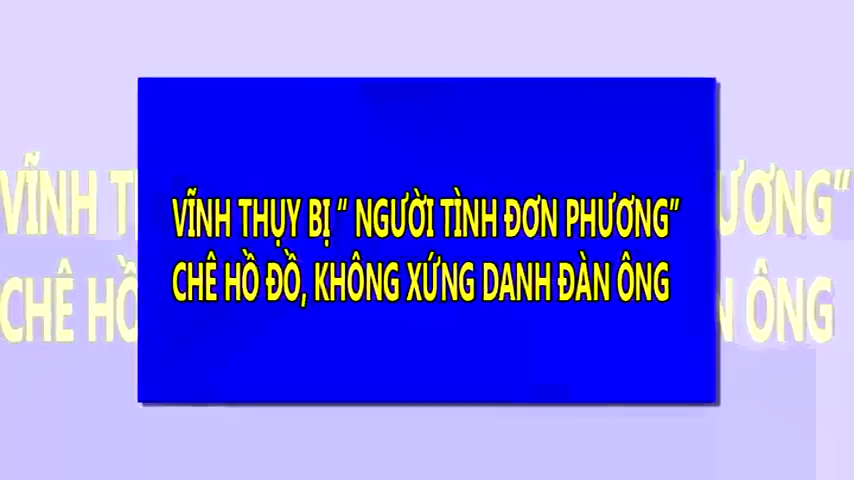 VĨNH THỤY BỊ “ NGƯỜI TÌNH ĐƠN PHƯƠNG”
CHÊ HỒ ĐỒ, KHÔNG XỨNG DANH ĐÀN ÔNG